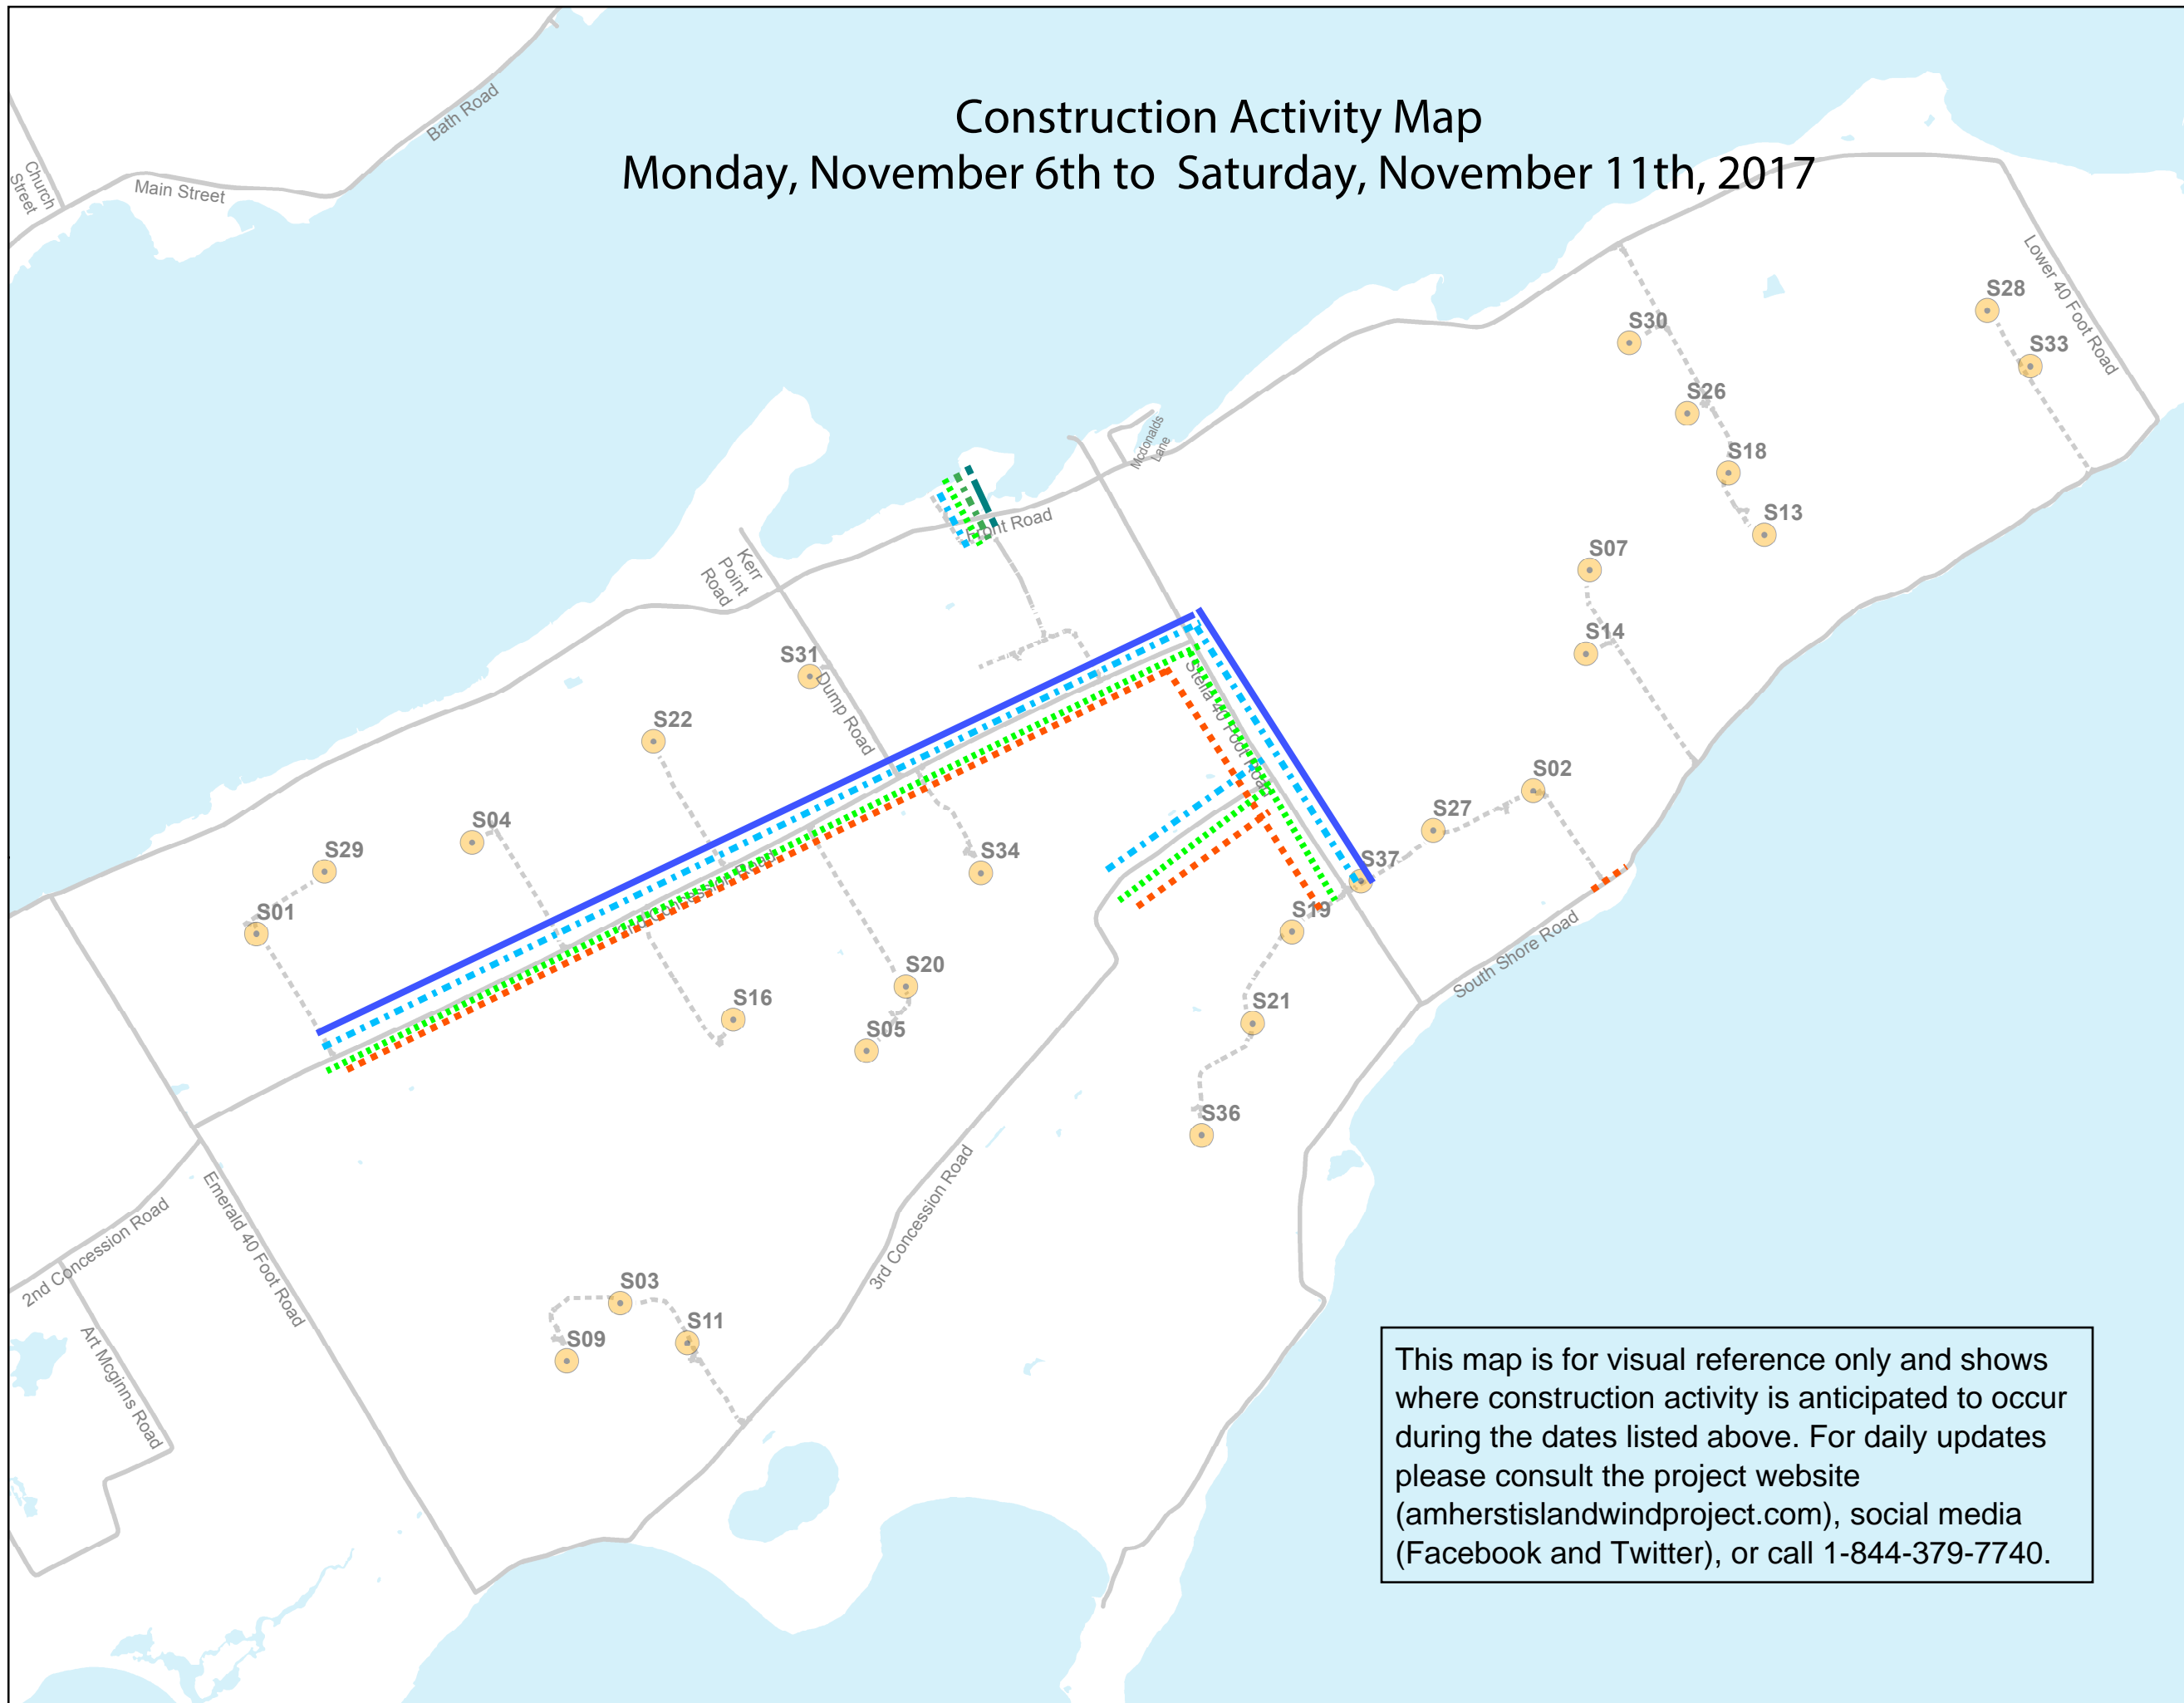 Construction Activity Map
Monday, November 6th to Saturday, November 11th, 2017
Bath Road
Church
Street
Main Street
Lower 40 Foot Road
S28
S30
S33
S26
Mcdonalds
Lane
S18
S13
Front Road
Kerr
Point
Road
S07
S14
S31
Stella 40 Foot Road
Dump Road
S22
S02
S04
S27
S29
S34
S37
2nd Concession Road
S01
S19
South Shore Road
S20
S16
S21
S05
S36
3rd Concession Road
Emerald 40 Foot Road
2nd Concession Road
S03
S11
S09
Art Mcginns Road
This map is for visual reference only and shows
where construction activity is anticipated to occur
during the dates listed above. For daily updates
please consult the project website
(amherstislandwindproject.com), social media
(Facebook and Twitter), or call 1-844-379-7740.